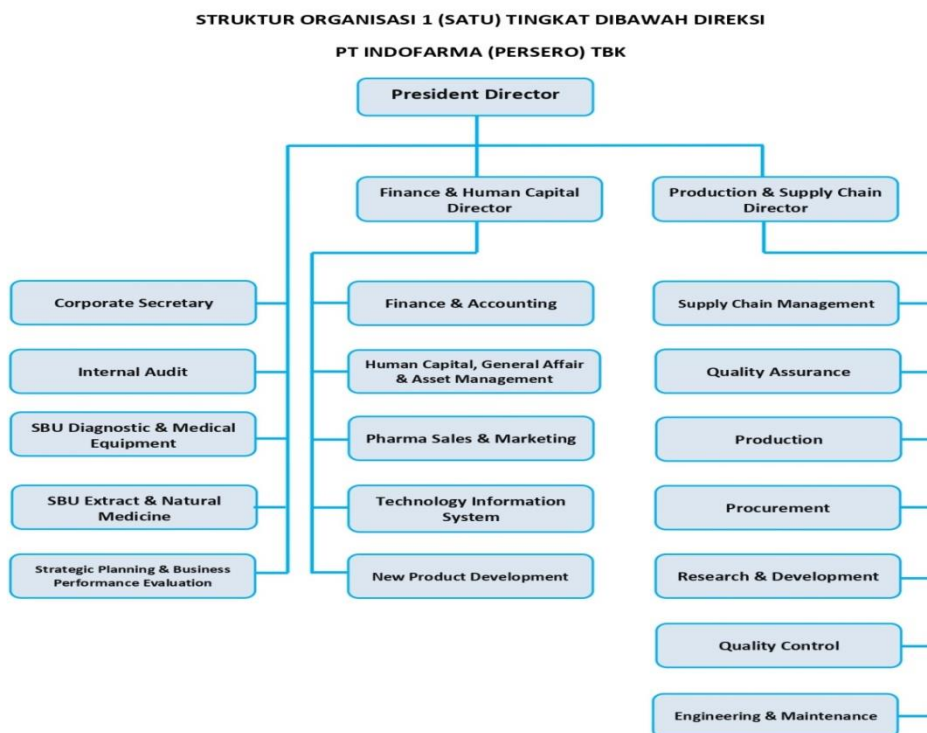 STRUKTUR ORGANISASI 1 (SATU) TINGKAT DIBAWAH DIREKSI
PT INDOFARMA (PERSERO) TBK
President Director
Finance & Human Capital
Director
Production & Supply Chain
Director
Corporate Secretary
Internal Audit
SBU Diagnostic & Medical
Equipment
SBU Extract & Natural
Medicine
Strategic Planning & Business
Performance Evaluation
Finance & Accounting
Human Capital, General Affair
& Asset Management
Pharma Sales & Marketing
Technology Information
System
New Product Development
Supply Chain Management
Quality Assurance
Production
Procurement
Research & Development
Quality Control
Engineering & Maintenance